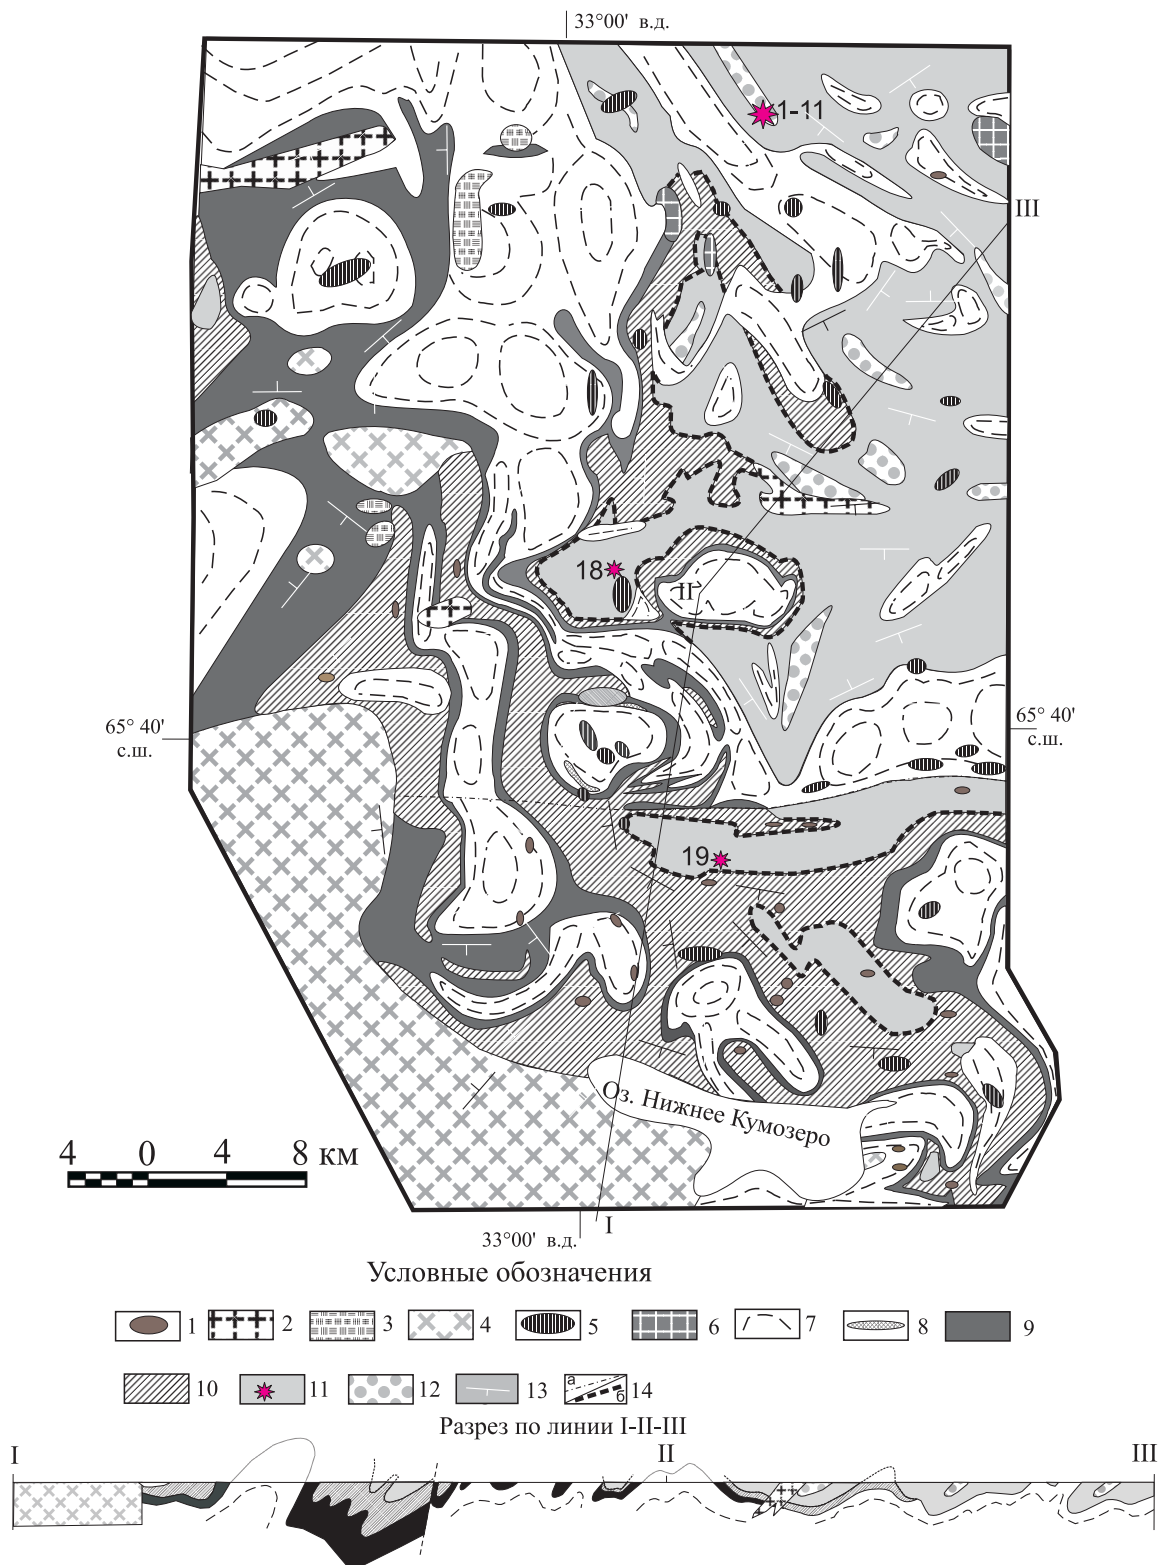 33°00' в.д.
1-11
III
18
II
65° 40'
с.ш.
65° 40'
с.ш.
19
Оз. Нижнее Кумозеро
4 0 4 8 км
I
33°00' в.д.
Условные обозначения
1 2 3 4 5 6 7 8 9
10 11 12 13 а б 14
Разрез по линии I-II-III
I II III